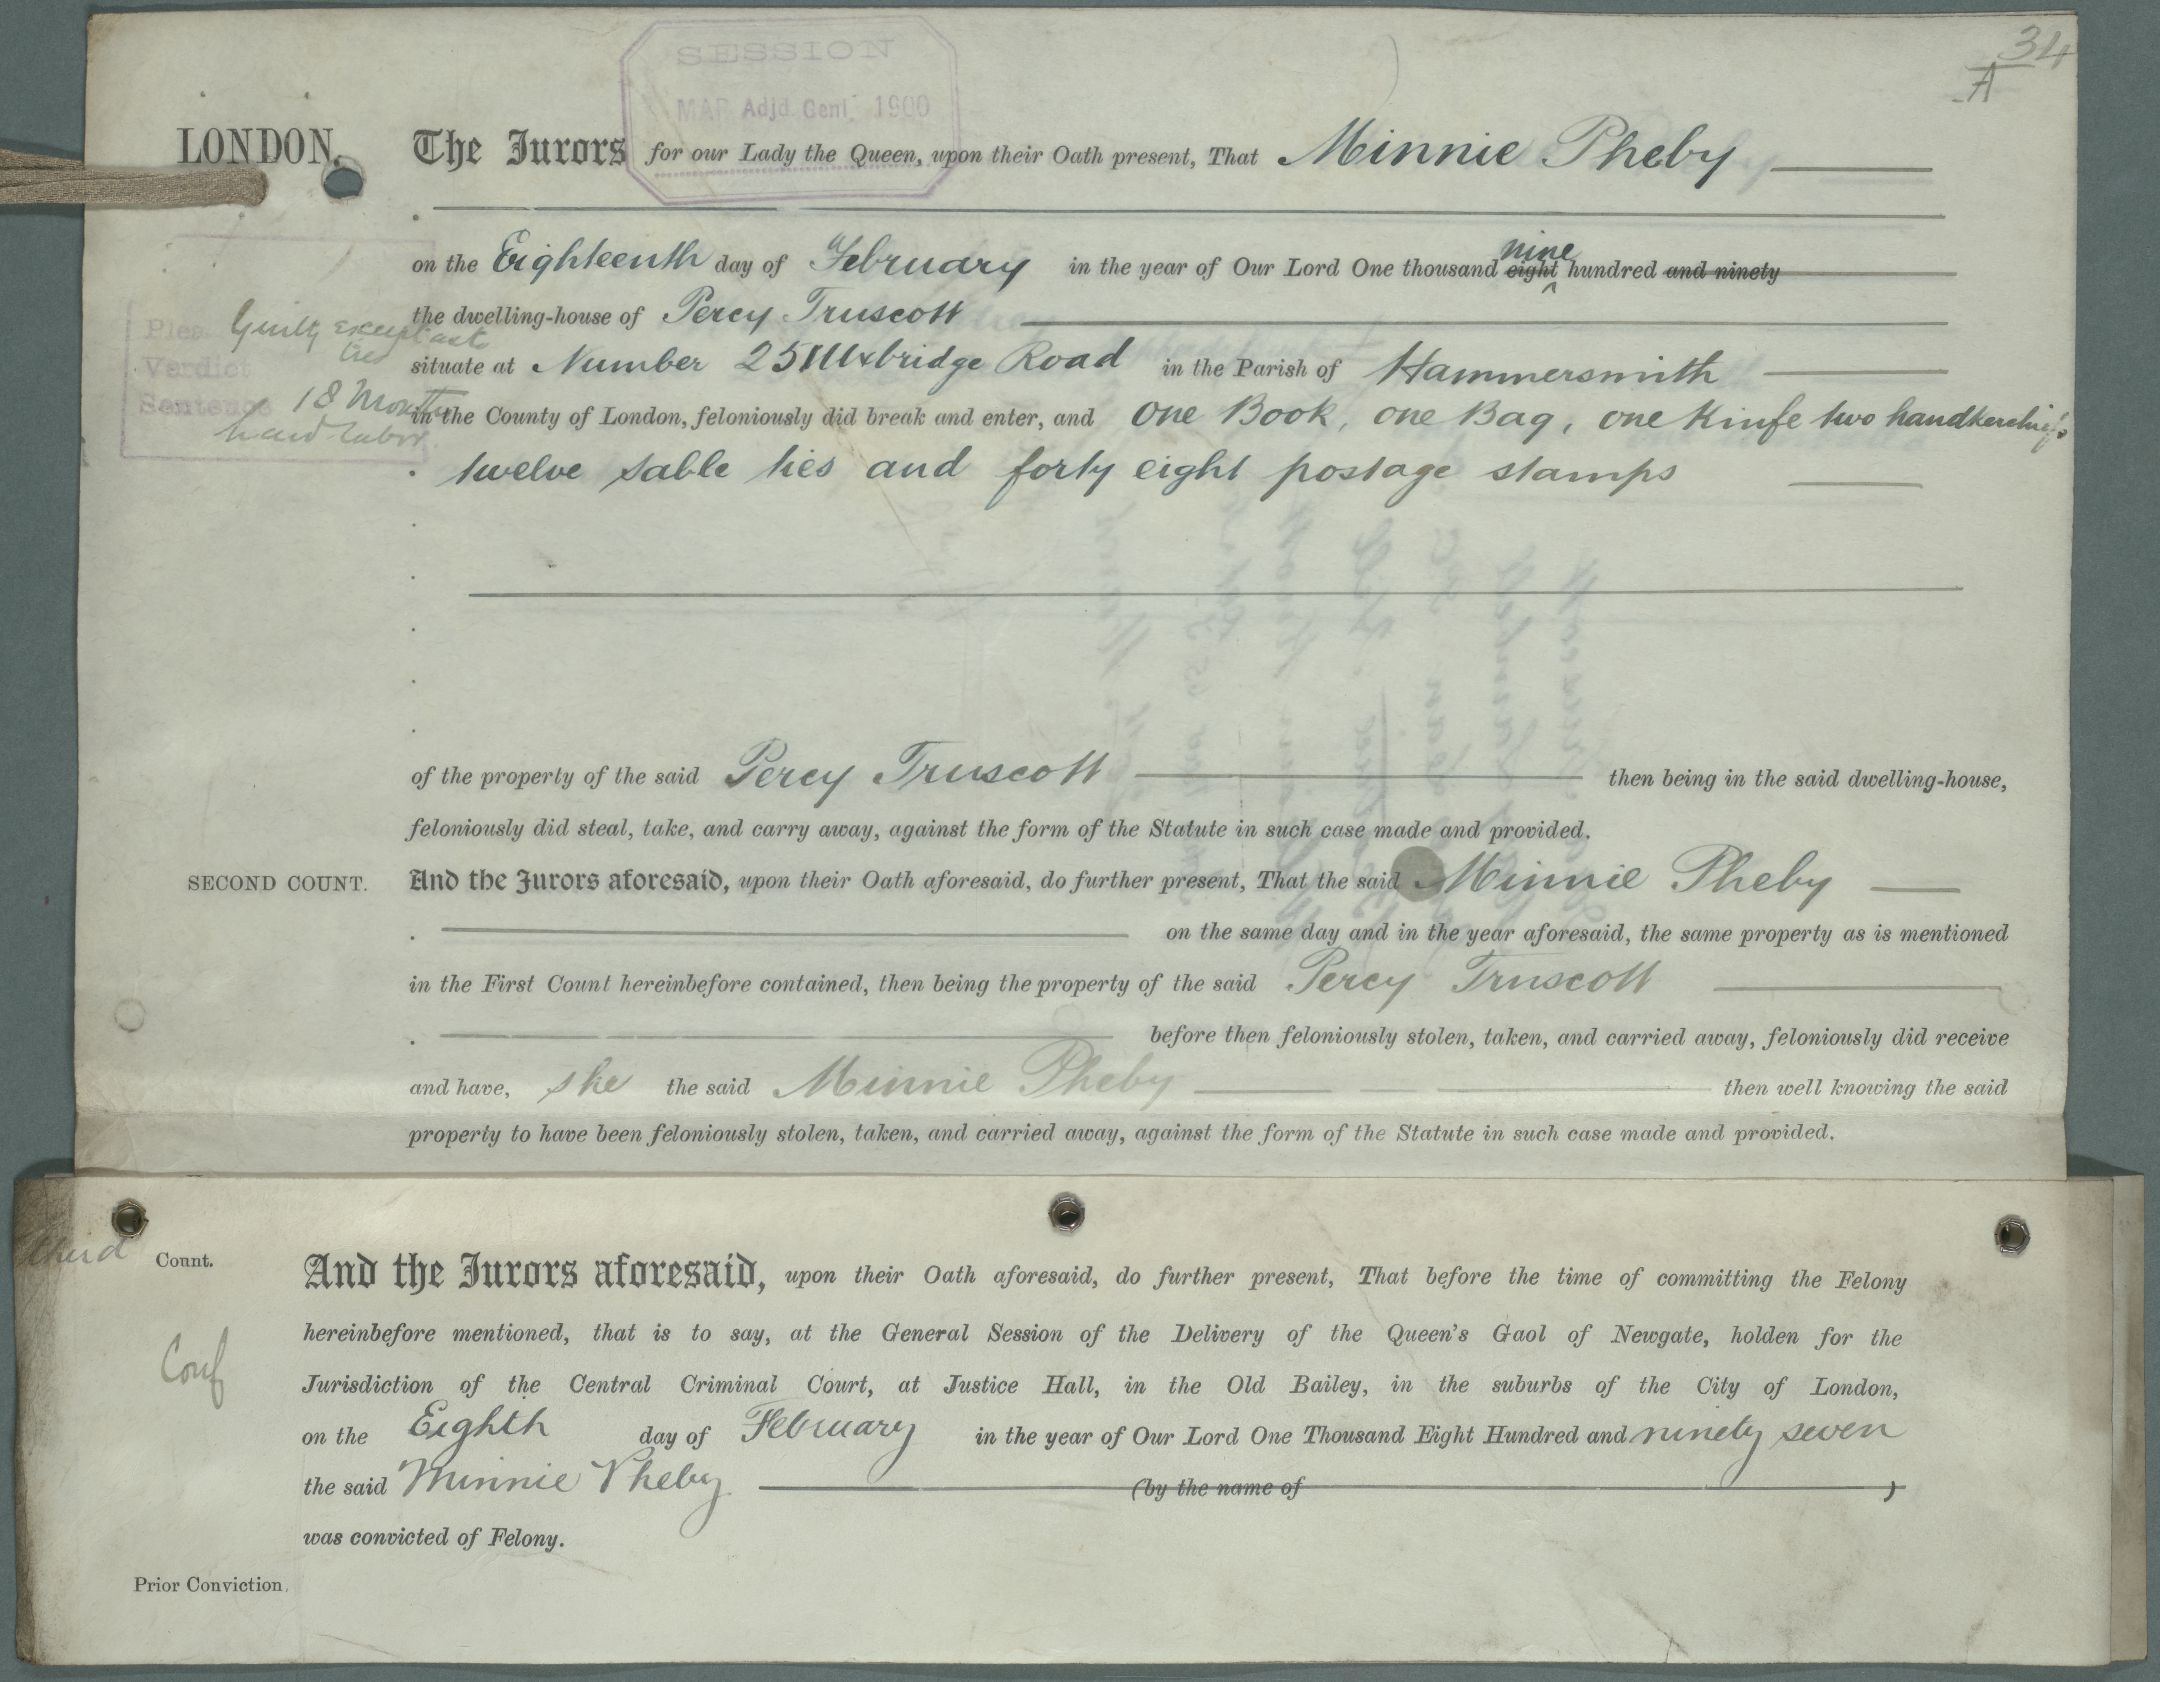 34
A
SESSION
MAR Adjd Genl. 1900
LONDON. The Jurors for our Lady the Queen, upon their Oath present, That Minnie Pheby
on the Eighteenth day of February in the year of Our Lord One thousand eight nine hundred and ninety
the dwelling-house of Percy Truscott
situate at Number 251 Uxbridge Road in the Parish of Hammersmith
in the County of London, feloniously did break and enter, and one Book, one Bag, one Kinfe two handkerchiefs
twelve sable ties and forty eight postage stamps
Plea Guilty except
Verdict
Sentence 18 Months
hard labor
of the property of the said Percy Truscott then being in the said dwelling-house,
feloniously did steal, take, and carry away, against the form of the Statute in such case made and provided.
SECOND COUNT. And the Jurors aforesaid, upon their Oath aforesaid, do further present, That the said Minnie Pheby
on the same day and in the year aforesaid, the same property as is mentioned
in the First Count hereinbefore contained, then being the property of the said Percy Truscott
before then feloniously stolen, taken, and carried away, feloniously did receive
and have, she the said Minnie Pheby then well knowing the said
property to have been feloniously stolen, taken, and carried away, against the form of the Statute in such case made and provided.
third Count. And the Jurors aforesaid, upon their Oath aforesaid, do further present, That before the time of committing the Felony
hereinbefore mentioned, that is to say, at the General Session of the Delivery of the Queen's Gaol of Newgate, holden for the
Conf
Jurisdiction of the Central Criminal Court, at Justice Hall, in the Old Bailey, in the suburbs of the City of London,
on the Eighth day of February in the year of Our Lord One Thousand Eight Hundred and ninety seven
the said Minnie Pheby (by the name of )
was convicted of Felony.
Prior Conviction.